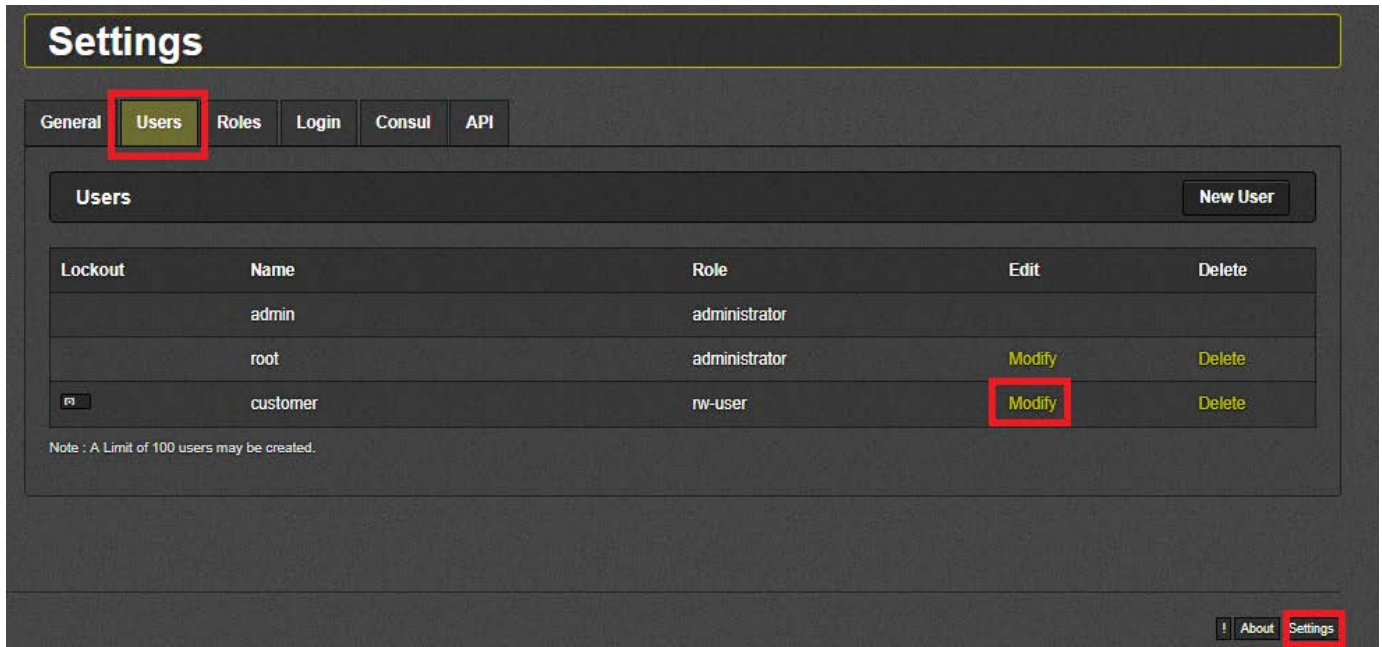 Settings
General Users Roles Login Consul API
Users New User
Lockout Name Role Edit Delete
admin administrator
root administrator Modify Delete
customer rw-user Modify Delete
Note : A Limit of 100 users may be created.
! About Settings